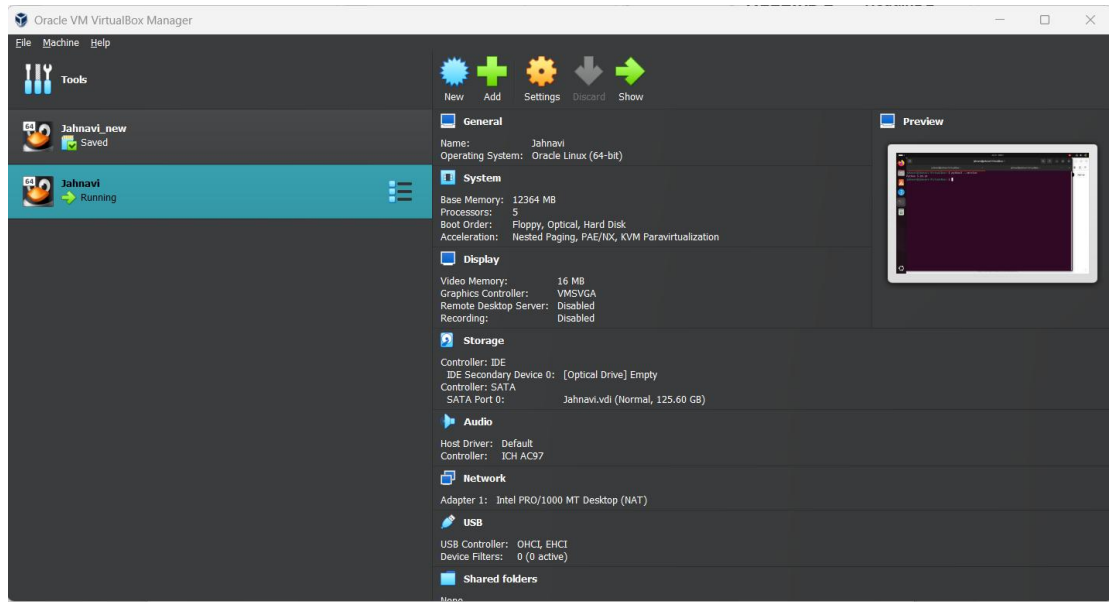 Oracle VM VirtualBox Manager
File Machine Help
Tools
New Add Settings Discard Show
64 Jahnavi_new
Saved
64 Jahnavi
Running
General
Name: Jahnavi
Operating System: Oracle Linux (64-bit)
System
Base Memory: 12364 MB
Processors: 5
Boot Order: Floppy, Optical, Hard Disk
Acceleration: Nested Paging, PAE/NX, KVM Paravirtualization
Display
Video Memory: 16 MB
Graphics Controller: VMSVGA
Remote Desktop Server: Disabled
Recording: Disabled
Storage
Controller: IDE
IDE Secondary Device 0: [Optical Drive] Empty
Controller: SATA
SATA Port 0: Jahnavi.vdi (Normal, 125.60 GB)
Audio
Host Driver: Default
Controller: ICH AC97
Network
Adapter 1: Intel PRO/1000 MT Desktop (NAT)
USB
USB Controller: OHCI, EHCI
Device Filters: 0 (0 active)
Shared folders
None
Preview